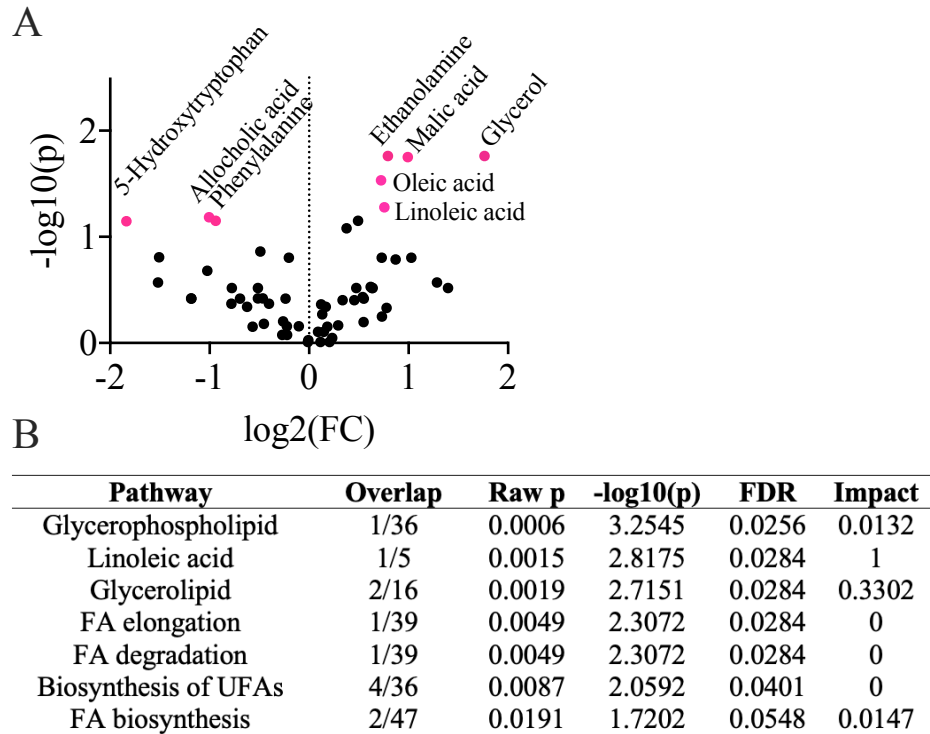 A
5-Hydroxytryptophan
Allocholic acid
Phenylalanine
Ethanolamine
Malic acid
Glycerol
Oleic acid
Linoleic acid
-log10(p)
2
1
0
-2 -1 0 1 2
log2(FC)
B
Pathway Overlap Raw p -log10(p) FDR Impact
Glycerophospholipid 1/36 0.0006 3.2545 0.0256 0.0132
Linoleic acid 1/5 0.0015 2.8175 0.0284 1
Glycerolipid 2/16 0.0019 2.7151 0.0284 0.3302
FA elongation 1/39 0.0049 2.3072 0.0284 0
FA degradation 1/39 0.0049 2.3072 0.0284 0
Biosynthesis of UFAs 4/36 0.0087 2.0592 0.0401 0
FA biosynthesis 2/47 0.0191 1.7202 0.0548 0.0147